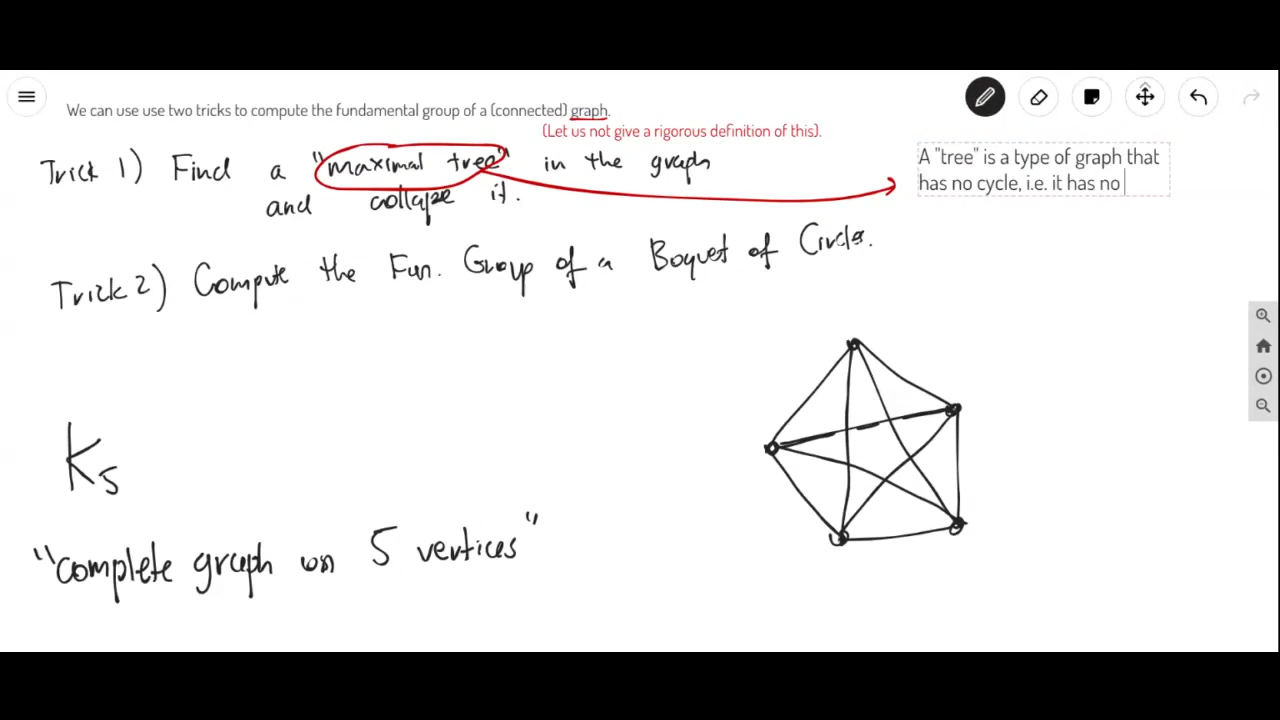 We can use use two tricks to compute the fundamental group of a (connected) graph.
(Let us not give a rigorous definition of this).
Trick 1) Find a "maximal tree" in the graph
and collapse it.
A "tree" is a type of graph that
has no cycle, i.e. it has no
Trick 2) Compute the Fun. Group of a Boquet of Circles.
K5
"complete graph on 5 vertices"